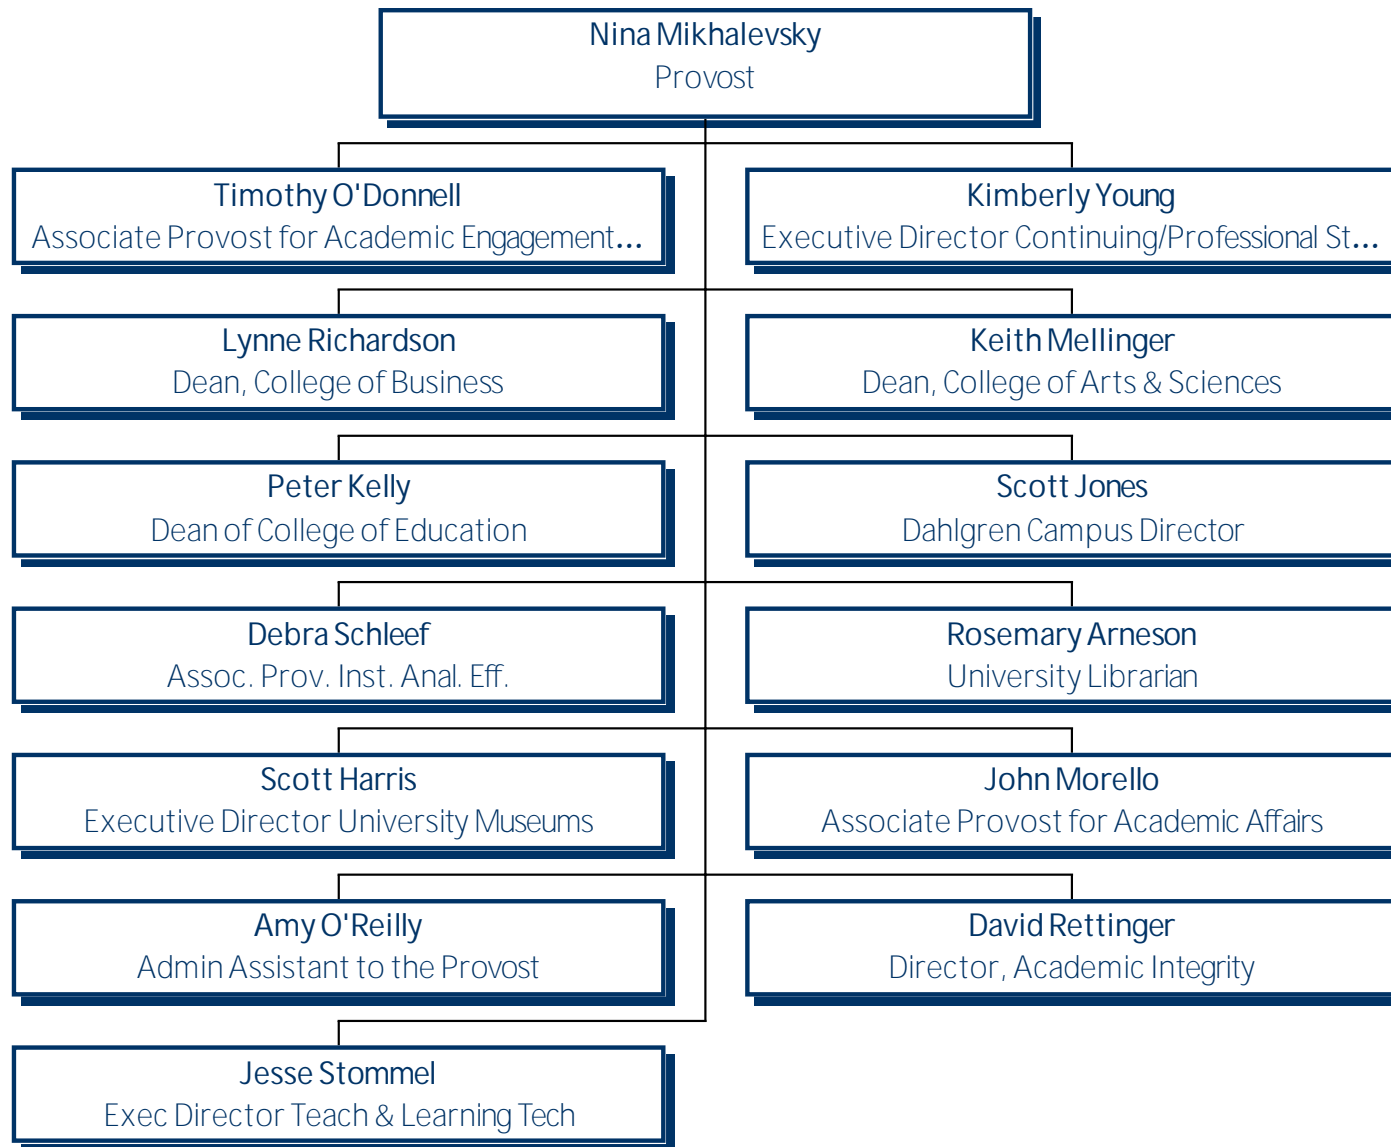 Nina Mikhalevsky
Provost
Timothy O'Donnell
Associate Provost for Academic Engagement...
Kimberly Young
Executive Director Continuing/Professional St...
Lynne Richardson
Dean, College of Business
Keith Mellinger
Dean, College of Arts & Sciences
Peter Kelly
Dean of College of Education
Scott Jones
Dahlgren Campus Director
Debra Schleef
Assoc. Prov. Inst. Anal. Eff.
Rosemary Arneson
University Librarian
Scott Harris
Executive Director University Museums
John Morello
Associate Provost for Academic Affairs
Amy O'Reilly
Admin Assistant to the Provost
David Rettinger
Director, Academic Integrity
Jesse Stommel
Exec Director Teach & Learning Tech